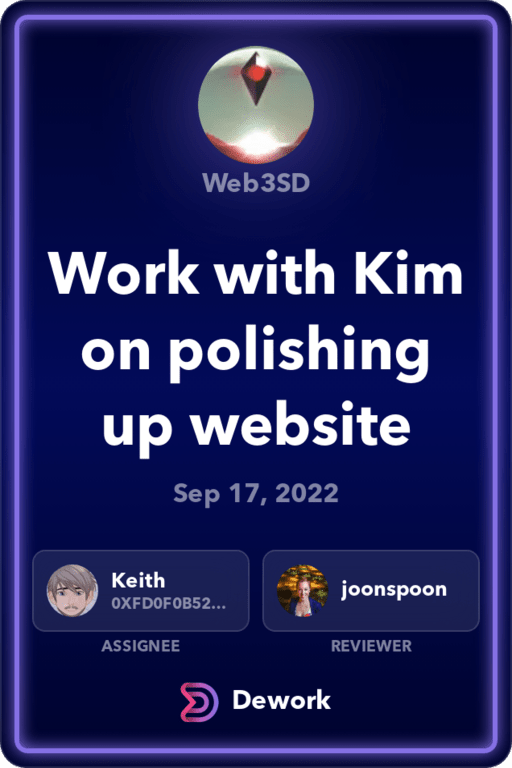 Web3SD
Work with Kim
on polishing
up website
Sep 17, 2022
Keith
0XFD0F0B52...
ASSIGNEE
joonspoon
REVIEWER
Dework